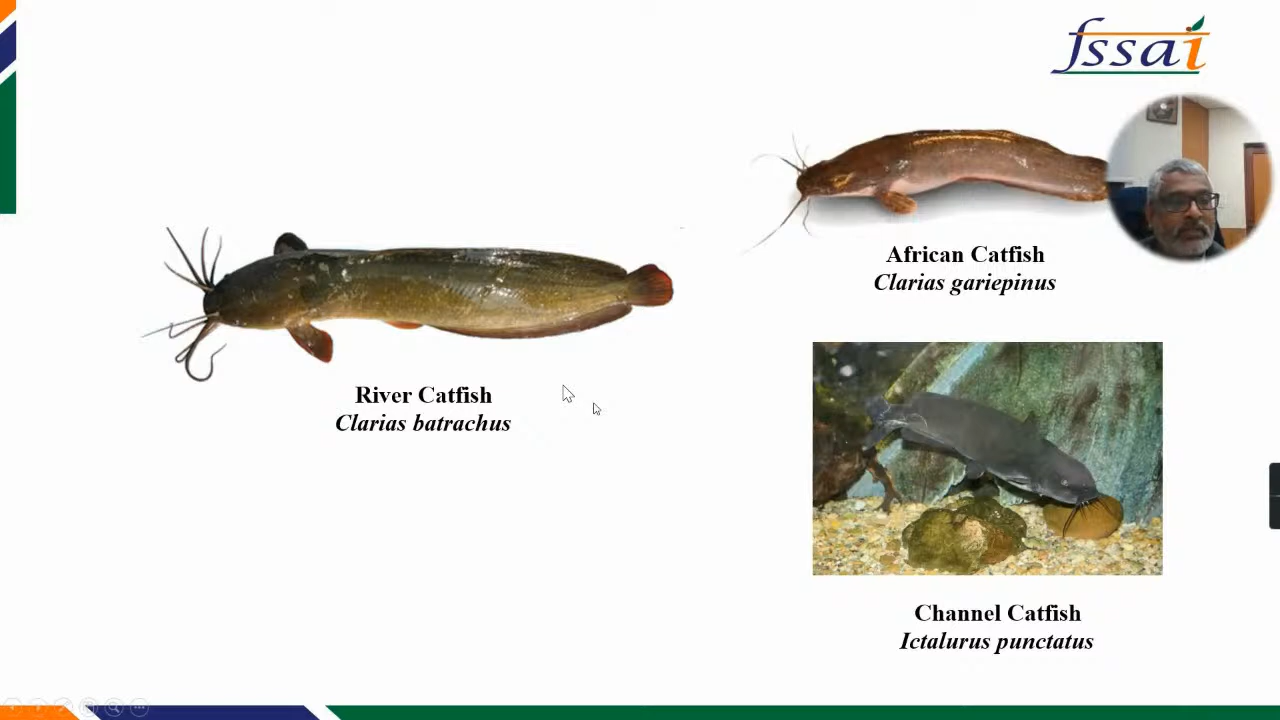 fssai
African Catfish
Clarias gariepinus
River Catfish
Clarias batrachus
Channel Catfish
Ictalurus punctatus